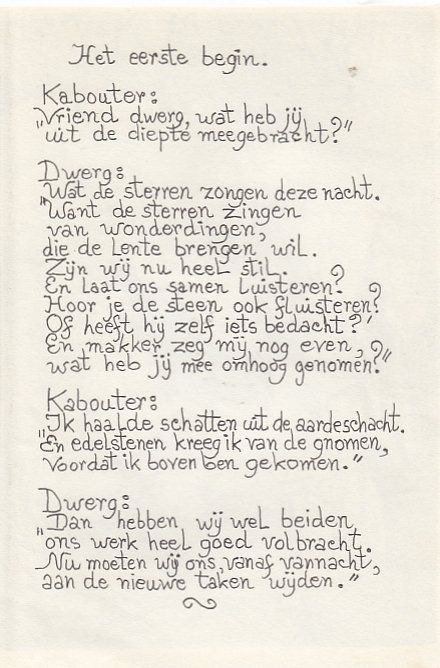 Het eerste begin.
Kabouter:
„Vriend dwerg, wat heb jij
uit de diepte meegebracht?"
Dwerg:
Wat de sterren zongen deze nacht.
"Want de sterren zingen
van wonderdingen,
die de Lente brengen wil.
Zijn wij nu heel stil.
En laat ons samen luisteren?
Hoor je de steen ook fluisteren?
Of heeft hij zelf iets bedacht?'
En makker, zeg mij nog even,
wat heb jij mee omhoog genomen?"
Kabouter:
Ik haalde schatten uit de aardeschacht.
„En edelstenen kreeg ik van de gnomen,
voordat ik boven ben gekomen."
Dwerg:
"Dan hebben, wij wel beiden
ons werk heel goed volbracht.
Nu moeten wij ons, vanaf vannacht,
aan de nieuwe taken wijden."